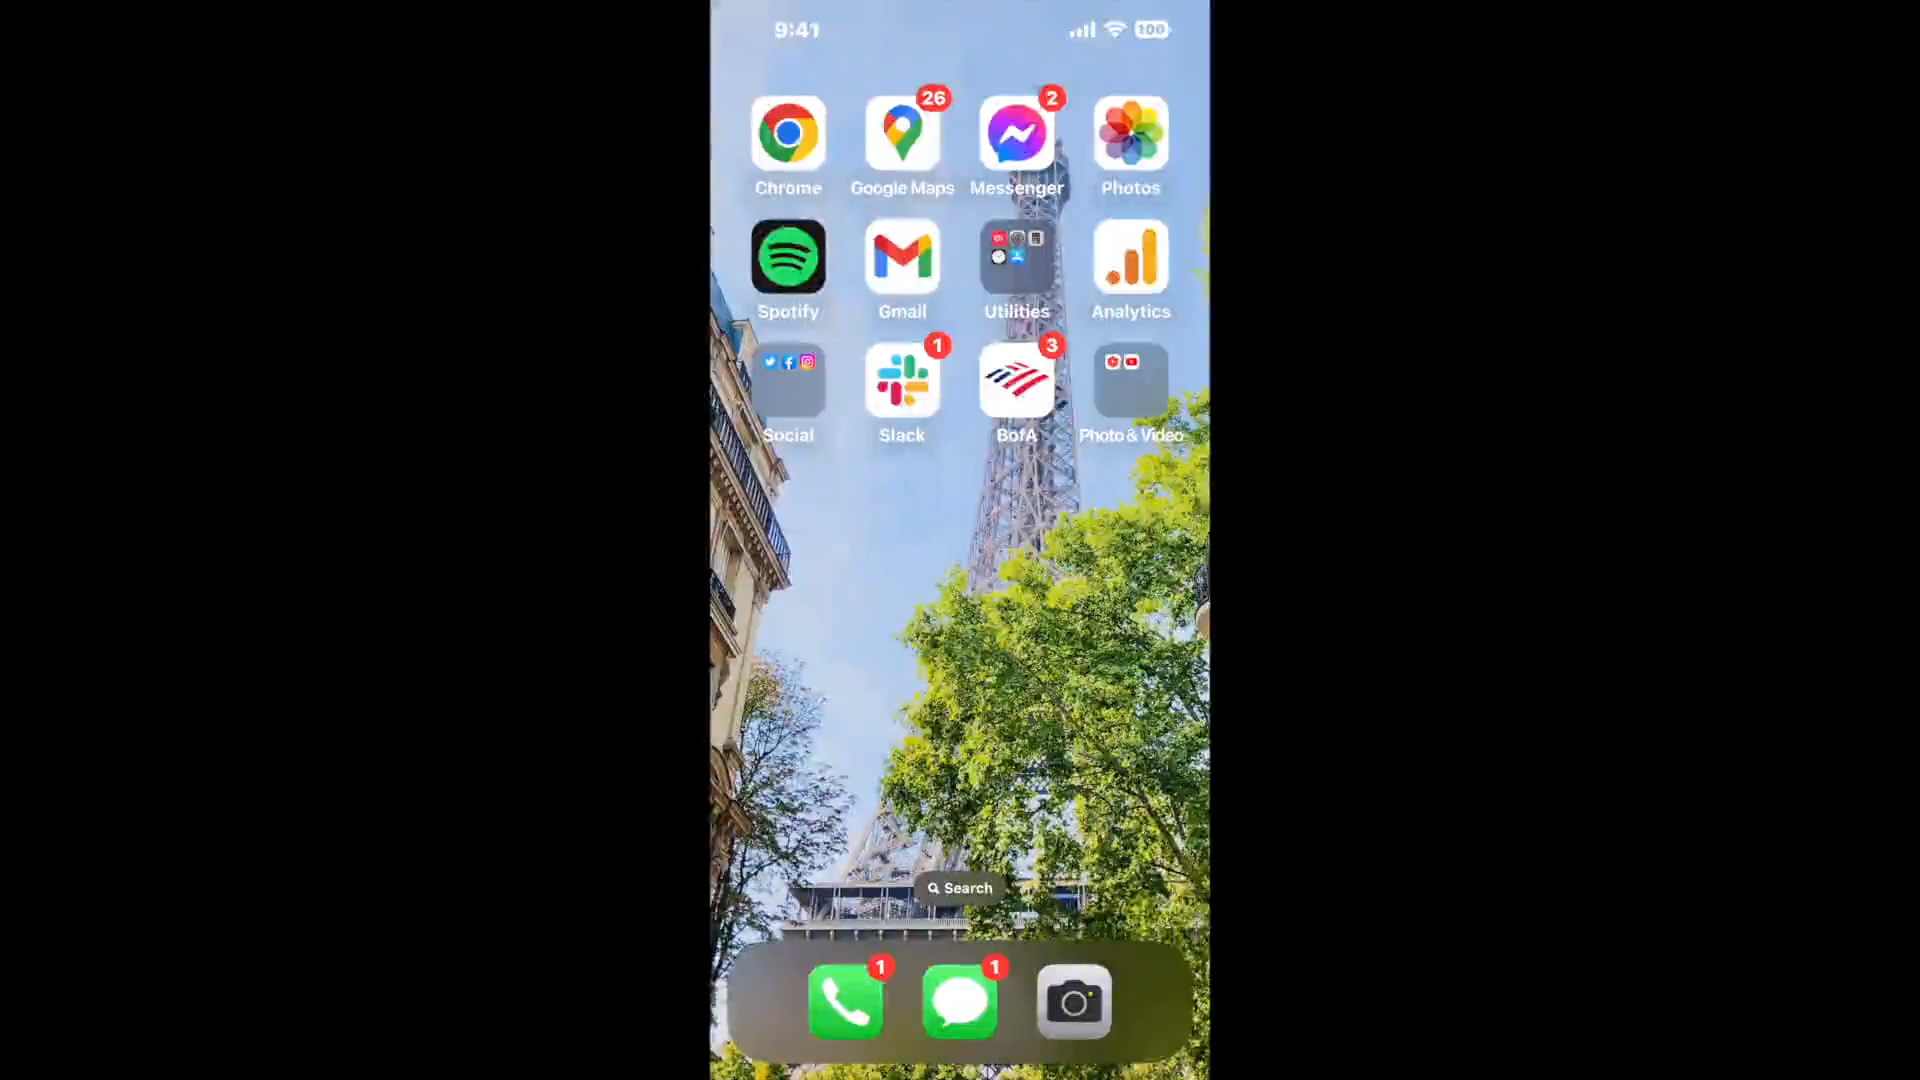 9:41
100
26
2
Chrome
Google Maps
Messenger
Photos
Spotify
Gmail
Utilities
Analytics
1
3
Social
Slack
BofA
Photo & Video
Search
1
1